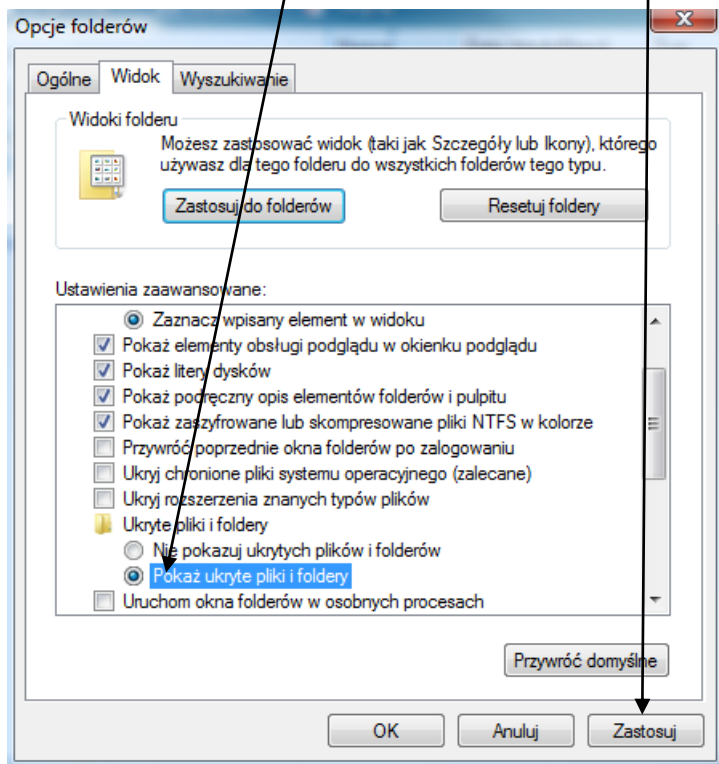 Opcje folderów
Ogólne Widok Wyszukiwanie
Widoki folderu
Możesz zastosować widok (taki jak Szczegóły lub Ikony), którego
używasz dla tego folderu do wszystkich folderów tego typu.
Zastosuj do folderów Resetuj foldery
Ustawienia zaawansowane:
Zaznacz wpisany element w widoku
Pokaż elementy obsługi podglądu w okienku podglądu
Pokaż litery dysków
Pokaż podręczny opis elementów folderów i pulpitu
Pokaż zaszyfrowane lub skompresowane pliki NTFS w kolorze
Przywróć poprzednie okna folderów po zalogowaniu
Ukryj chronione pliki systemu operacyjnego (zalecane)
Ukryj rozszerzenia znanych typów plików
Ukryte pliki i foldery
Nie pokazuj ukrytych plików i folderów
Pokaż ukryte pliki i foldery
Uruchom okna folderów w osobnych procesach
Przywróć domyślne
OK Anuluj Zastosuj